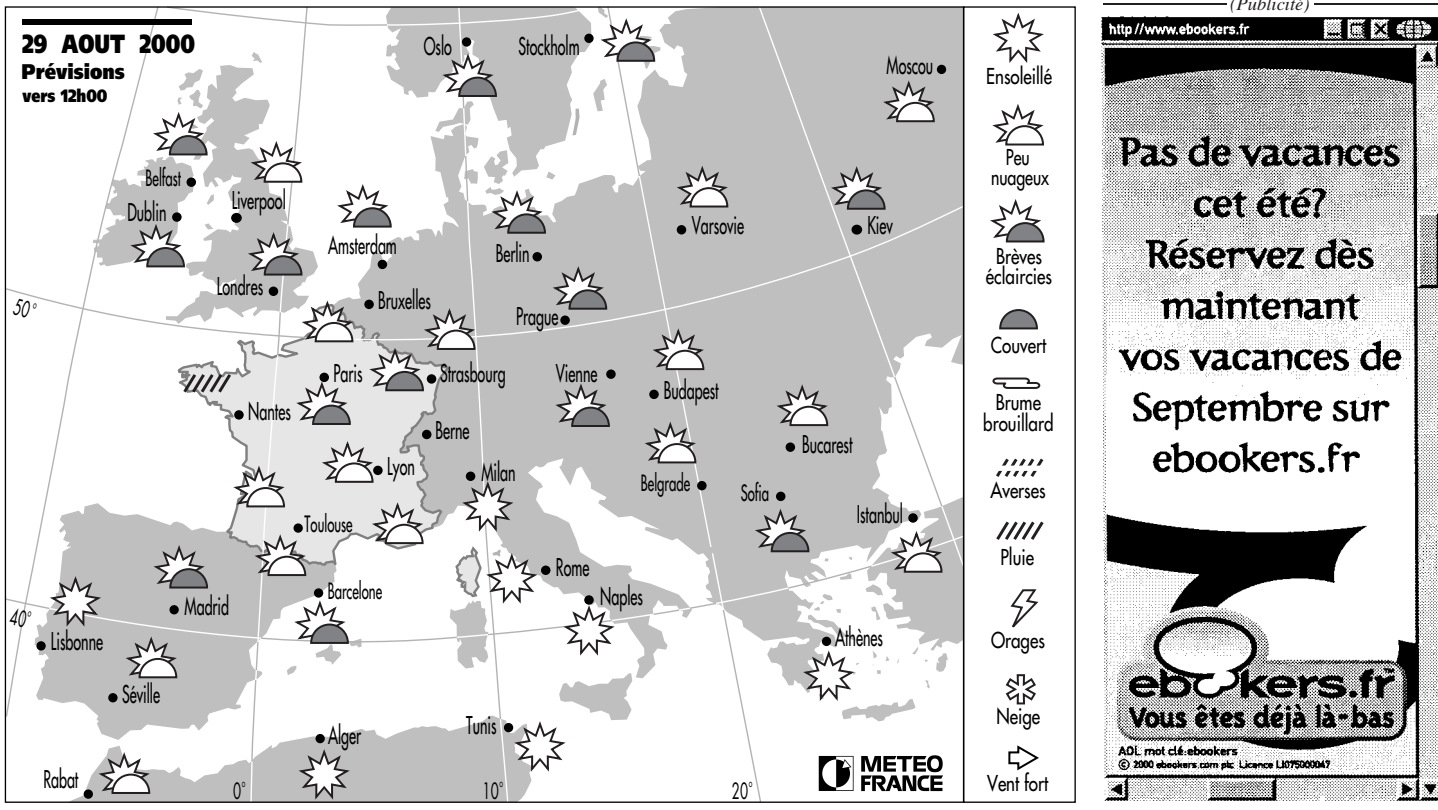 29 AOUT 2000
Prévisions
vers 12h00
Oslo
Stockholm
Moscou
Belfast
Dublin
Liverpool
Londres
Amsterdam
Bruxelles
Berlin
Varsovie
Kiev
Prague
50°
Paris
Strasbourg
Nantes
Vienne
Budapest
Berne
Lyon
Milan
Bucarest
Belgrade
Sofia
Istanbul
Toulouse
Rome
Naples
Barcelone
Madrid
40°
Lisbonne
Séville
Athènes
Rabat
Alger
Tunis
0°
10°
20°
METEO
FRANCE
Ensoleillé
Peu
nuageux
Brèves
éclaircies
Couvert
Brume
brouillard
Averses
Pluie
Orages
Neige
Vent fort
(Publicité)
http://www.ebookers.fr
Pas de vacances
cet été?
Réservez dès
maintenant
vos vacances de
Septembre sur
ebookers.fr
ebookers.fr™
Vous êtes déjà là-bas
AOL mot clé:ebookers
© 2000 ebookers.com plc Licence LI075000047